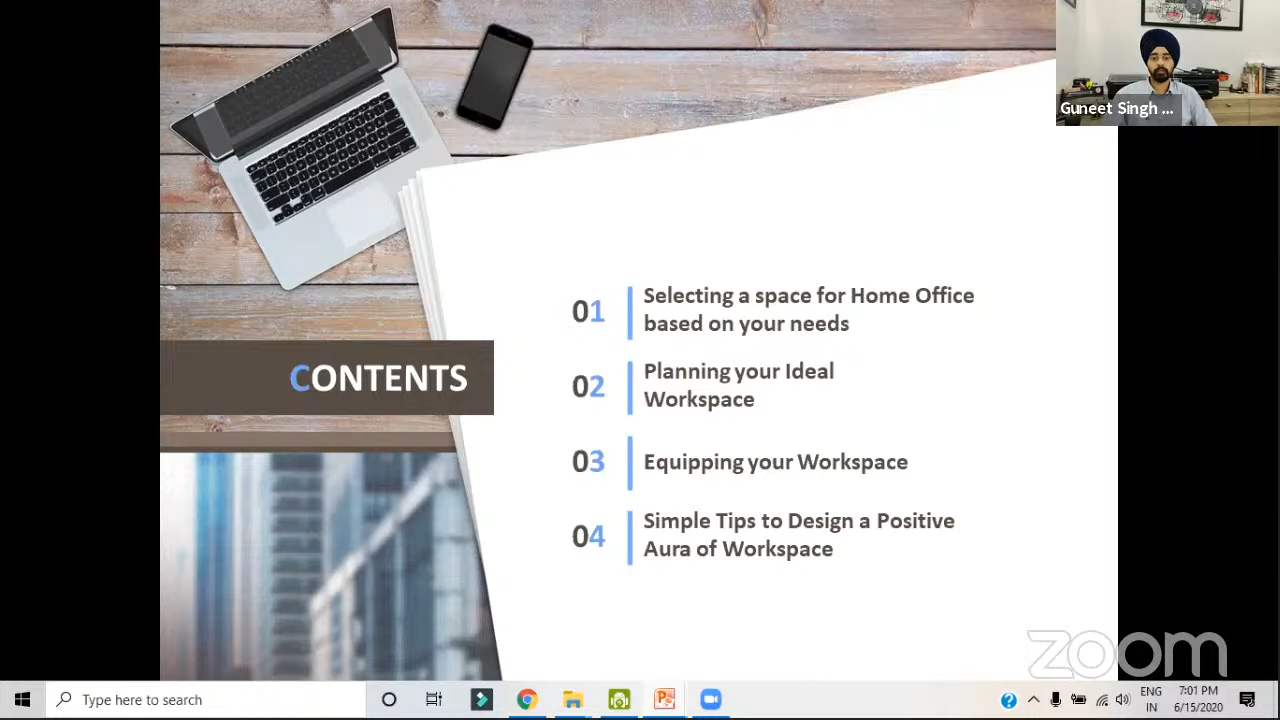 Guneet Singh ...
01
Selecting a space for Home Office
based on your needs
CONTENTS
02
Planning your Ideal
Workspace
03
Equipping your Workspace
04
Simple Tips to Design a Positive
Aura of Workspace
zoom
Type here to search
ENG
IN
7:01 PM
6/15/2020